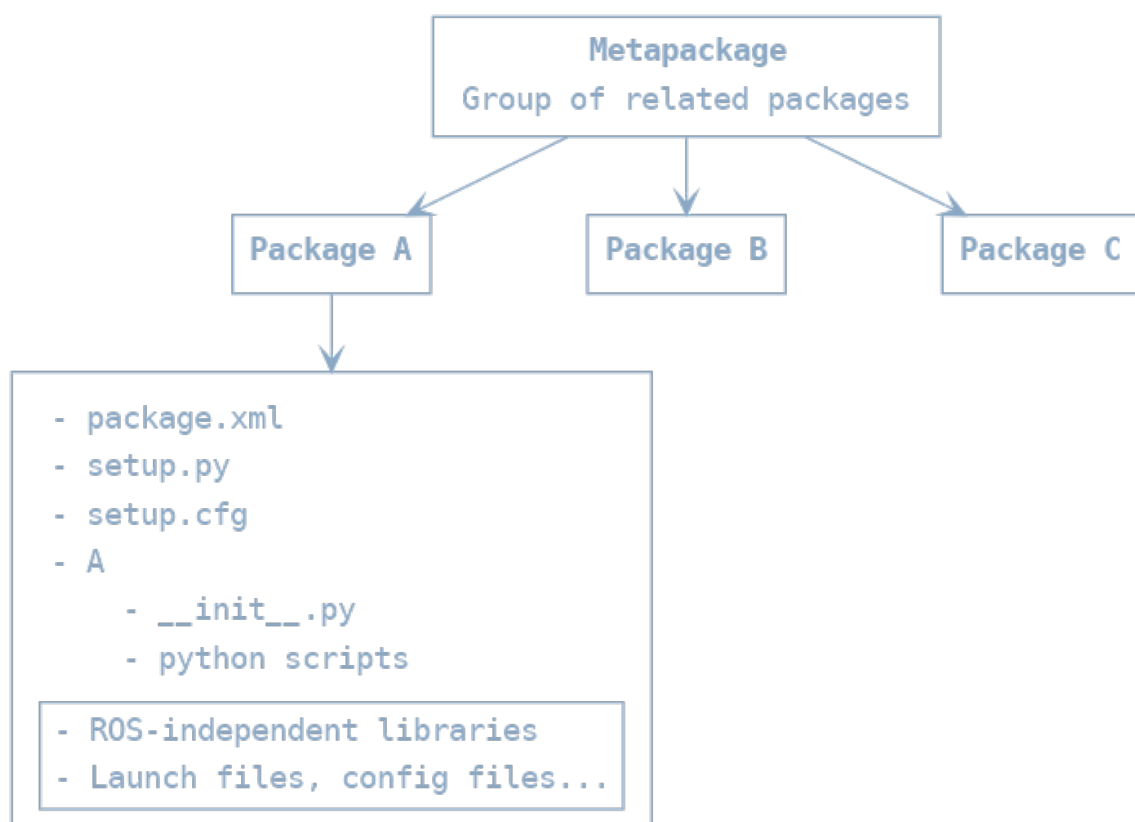 Metapackage
Group of related packages
Package A
Package B
Package C
- package.xml
- setup.py
- setup.cfg
- A
- __init__.py
- python scripts
- ROS-independent libraries
- Launch files, config files...